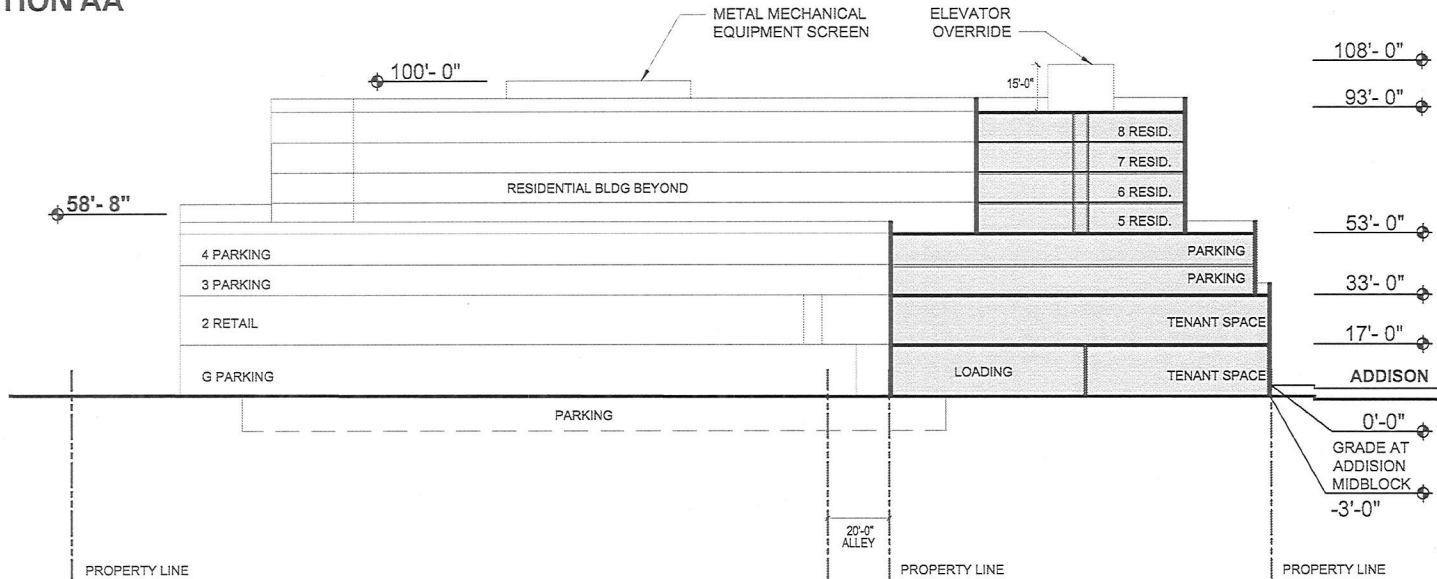 TION AA
METAL MECHANICAL
EQUIPMENT SCREEN
ELEVATOR
OVERRIDE
108'- 0"
100'- 0"
15'-0"
93'- 0"
8 RESID.
7 RESID.
RESIDENTIAL BLDG BEYOND
6 RESID.
58'- 8"
5 RESID.
53'- 0"
4 PARKING
PARKING
3 PARKING
PARKING
33'- 0"
2 RETAIL
TENANT SPACE
17'- 0"
G PARKING
LOADING
TENANT SPACE
ADDISON
PARKING
0'-0"
GRADE AT
ADDISION
MIDBLOCK
-3'-0"
20'-0"
ALLEY
PROPERTY LINE
PROPERTY LINE
PROPERTY LINE